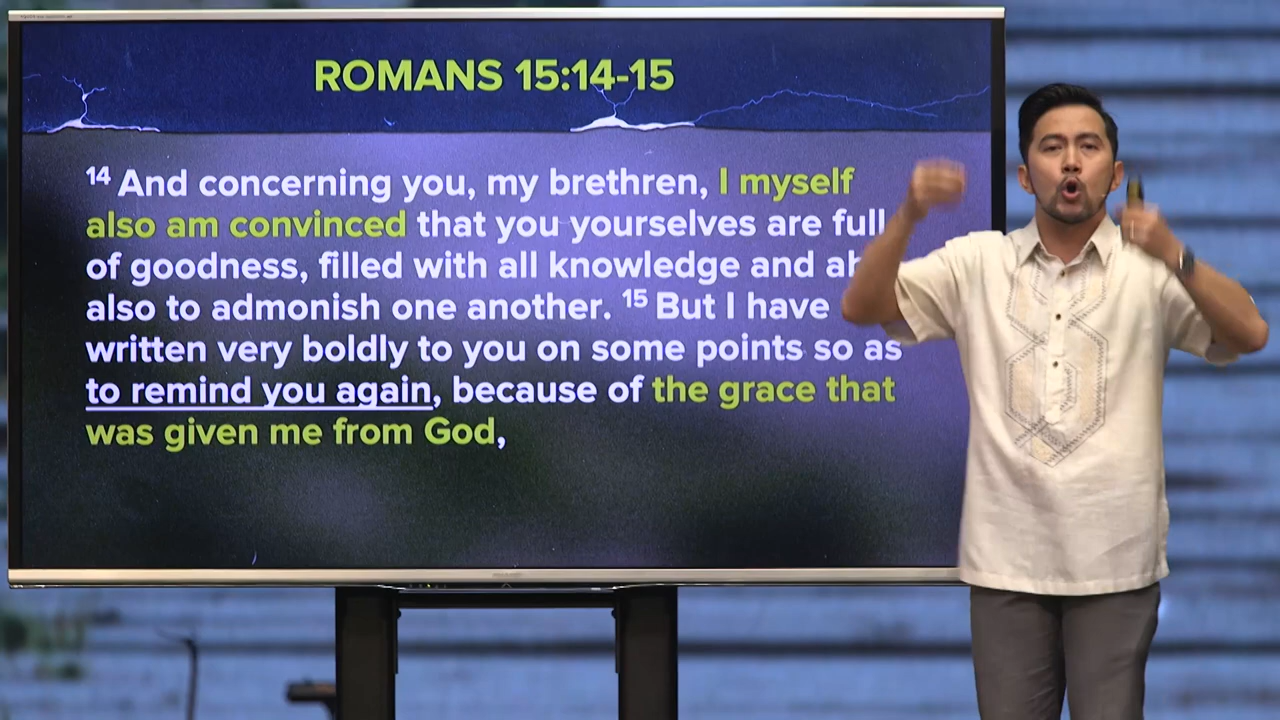 ROMANS 15:14-15
14 And concerning you, my brethren, I myself
also am convinced that you yourselves are full
of goodness, filled with all knowledge and ab
also to admonish one another. 15 But I have
written very boldly to you on some points so as
to remind you again, because of the grace that
was given me from God,